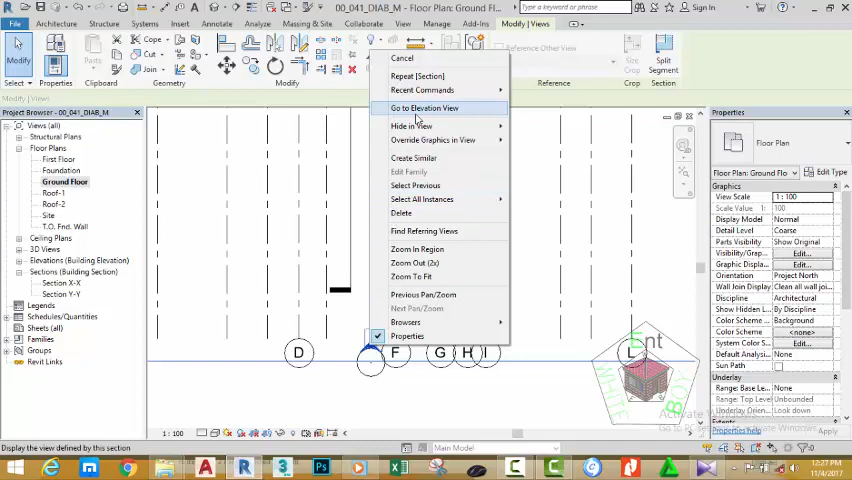 00_041_DIAB_M - Floor Plan: Ground Fl...
Sign In
File
Architecture
Structure
Systems
Insert
Annotate
Analyze
Massing & Site
Collaborate
View
Manage
Add-Ins
Modify | Views
Modify
Properties
Paste
Cope
Cut
Join
Reference Other View
Size Crop
Split Segment
Select
Properties
Clipboard
Geometry
Modify
Reference
Crop
Modify | Views
Cancel
Repeat [Section]
Recent Commands
Go to Elevation View
Hide in View
Override Graphics in View
Create Similar
Edit Family
Select Previous
Select All Instances
Delete
Find Referring Views
Zoom In Region
Zoom Out (2x)
Zoom To Fit
Previous Pan/Zoom
Next Pan/Zoom
Browsers
Properties
Project Browser - 00_041_DIAB_M
Views (all)
Structural Plans
Floor Plans
First Floor
Foundation
Ground Floor
Roof-1
Roof-2
Site
T.O. Fnd. Wall
Ceiling Plans
3D Views
Elevations (Building Elevation)
Sections (Building Section)
Section X-X
Section Y-Y
Legends
Schedules/Quantities
Sheets (all)
Families
Groups
Revit Links
D
F
G
H
I
L
WHITE
BOY
Properties
Floor Plan
Floor Plan: Ground Floor
Edit Type
Graphics
View Scale 1 : 100
Scale Value 1: 100
Display Model Normal
Detail Level Coarse
Parts Visibility Show Original
Visibility/Grap... Edit...
Graphic Displa... Edit...
Orientation Project North
Wall Join Display Clean all wall joi...
Discipline Architectural
Color Scheme ... Background
Color Scheme <none>
System Color S... Edit...
Default Analysi... None
Sun Path
Underlay
Range: Base Le... None
Range: Top Level Unbounded
Underlay Orien... Look down
Extents
Properties help
Apply
Activate Windows
1 : 100
Display the view defined by this section
Main Model
:0
12:27 PM
11/4/2017